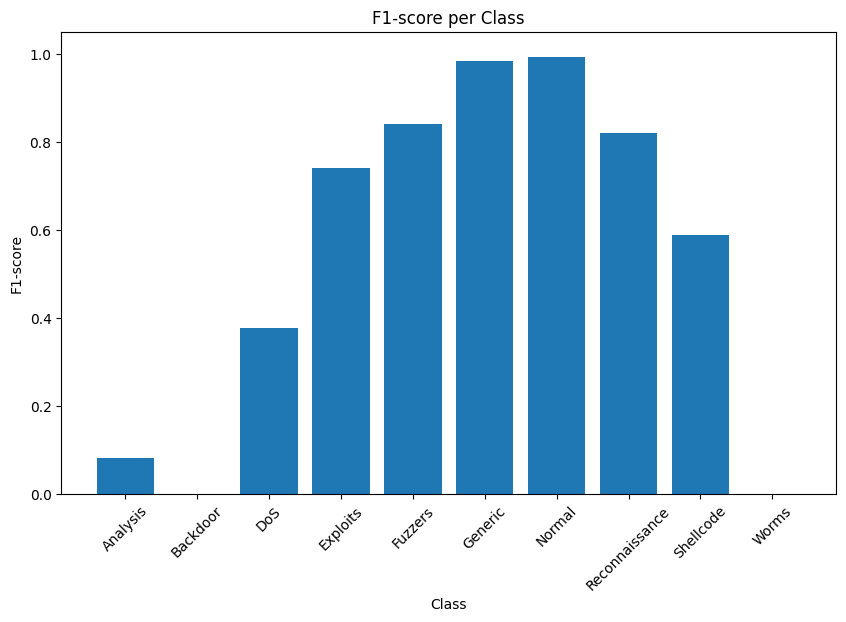 F1-score per Class
F1-score
1.0
0.8
0.6
0.4
0.2
0.0
Analysis
Backdoor
DoS
Exploits
Fuzzers
Generic
Normal
Reconnaissance
Shellcode
Worms
Class